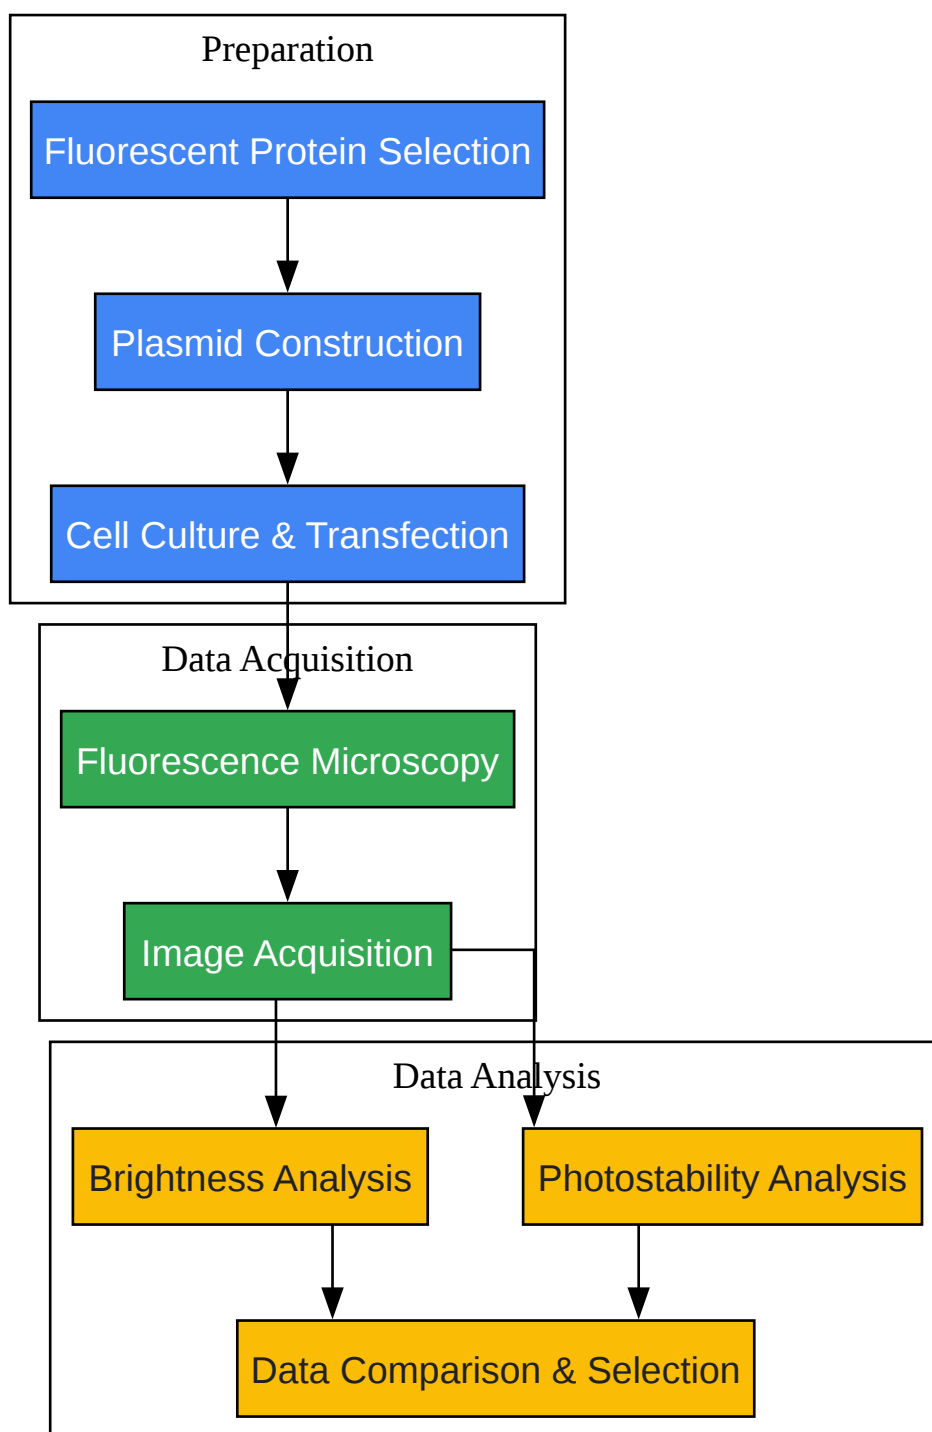 Preparation
Fluorescent Protein Selection
Plasmid Construction
Cell Culture & Transfection
Data Acquisition
Fluorescence Microscopy
Image Acquisition
Data Analysis
Brightness Analysis
Photostability Analysis
Data Comparison & Selection